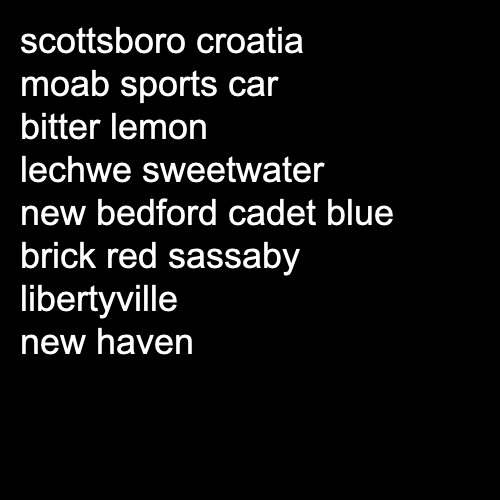 scottsboro croatia
moab sports car
bitter lemon
lechwe sweetwater
new bedford cadet blue
brick red sassaby
libertyville
new haven